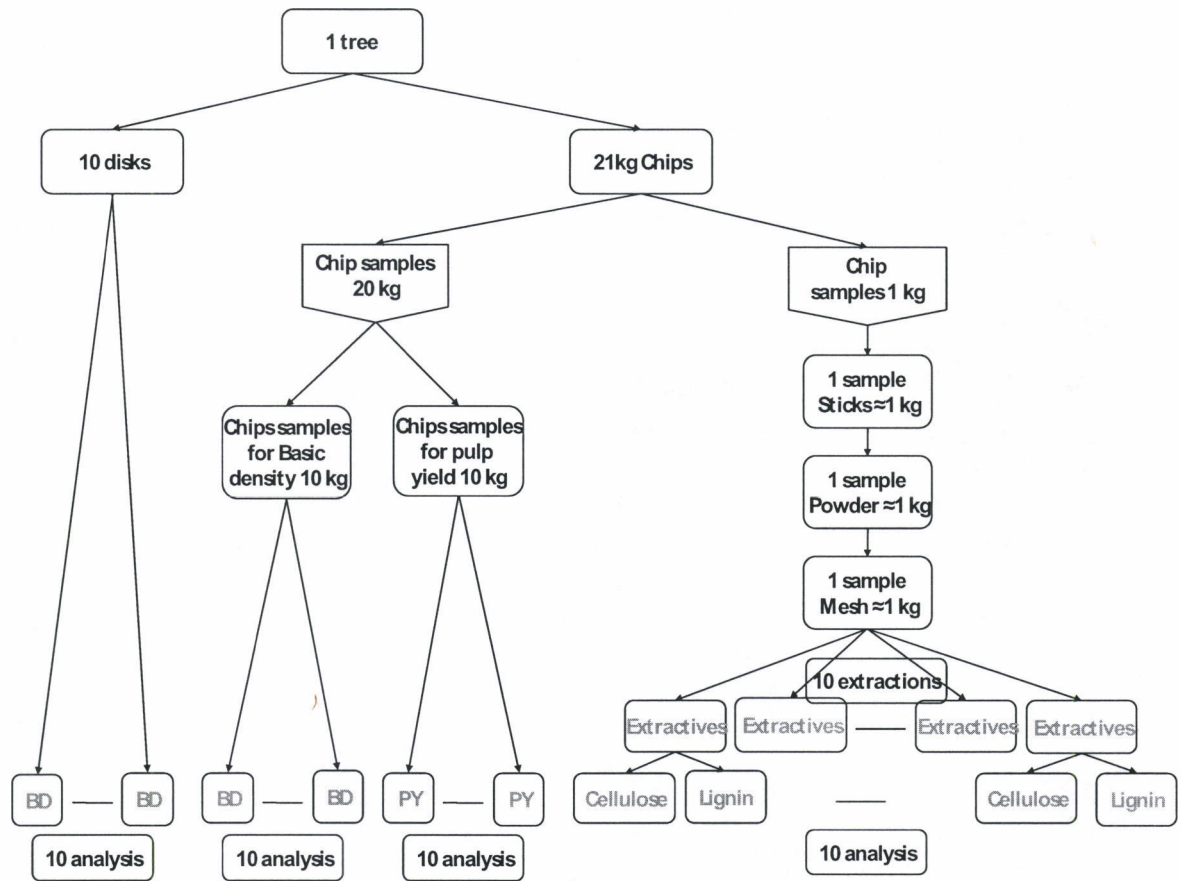 1 tree
10 disks
21kg Chips
Chip samples
20 kg
Chip
samples 1 kg
1 sample
Sticks≈1 kg
Chips samples
for Basic
density 10 kg
Chips samples
for pulp
yield 10 kg
1 sample
Powder ≈1 kg
1 sample
Mesh ≈1 kg
10 extractions
Extractives
Extractives
Extractives
Extractives
BD
BD
BD
BD
PY
PY
Cellulose
Lignin
Cellulose
Lignin
10 analysis
10 analysis
10 analysis
10 analysis